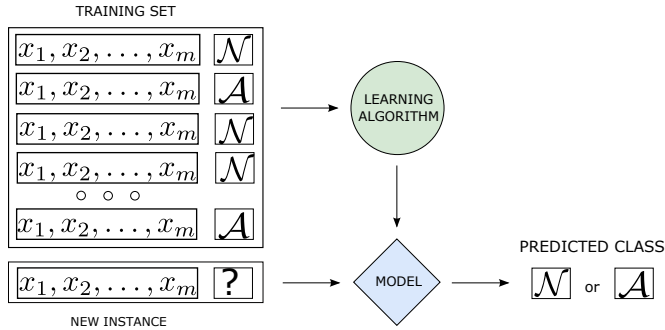 TRAINING SET
x₁, x₂, . . . , xₘ 𝒩
x₁, x₂, . . . , xₘ 𝒜
x₁, x₂, . . . , xₘ 𝒩
x₁, x₂, . . . , xₘ 𝒩
x₁, x₂, . . . , xₘ 𝒜
LEARNING
ALGORITHM
x₁, x₂, . . . , xₘ ?
NEW INSTANCE
MODEL
PREDICTED CLASS
𝒩 or 𝒜